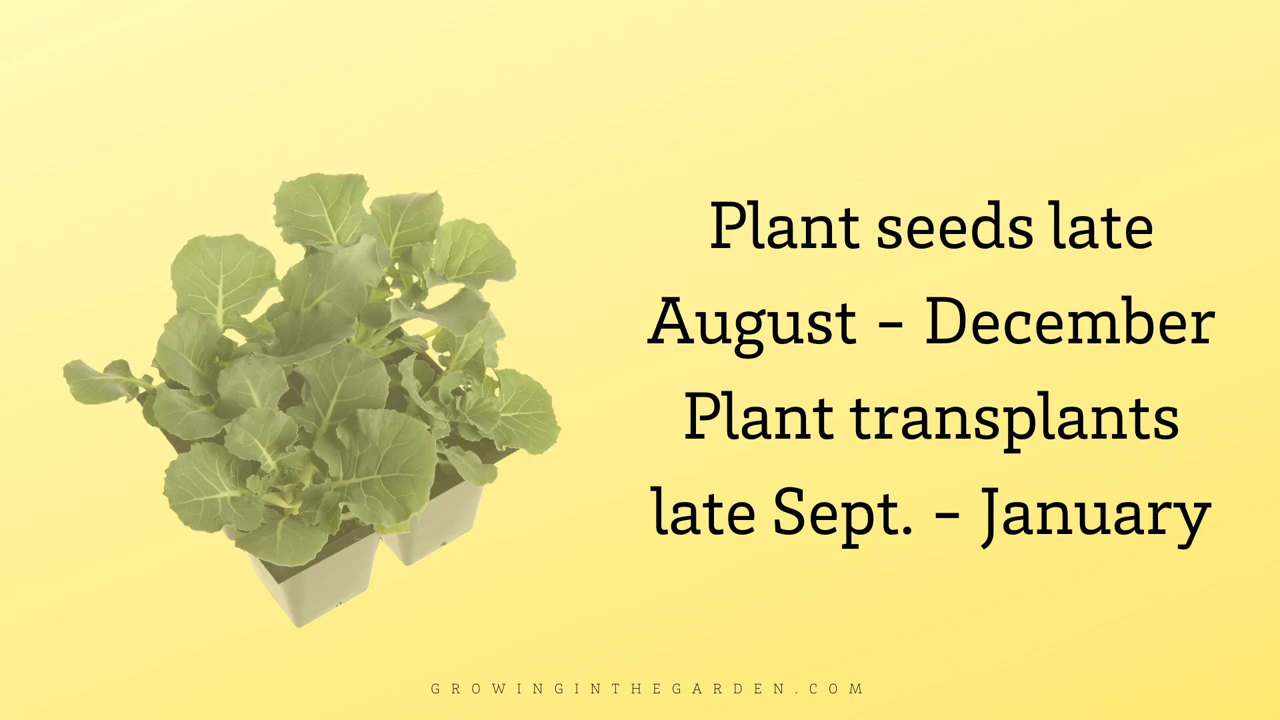 Plant seeds late
August – December
Plant transplants
late Sept. – January
GROWINGINTHEGARDEN.COM